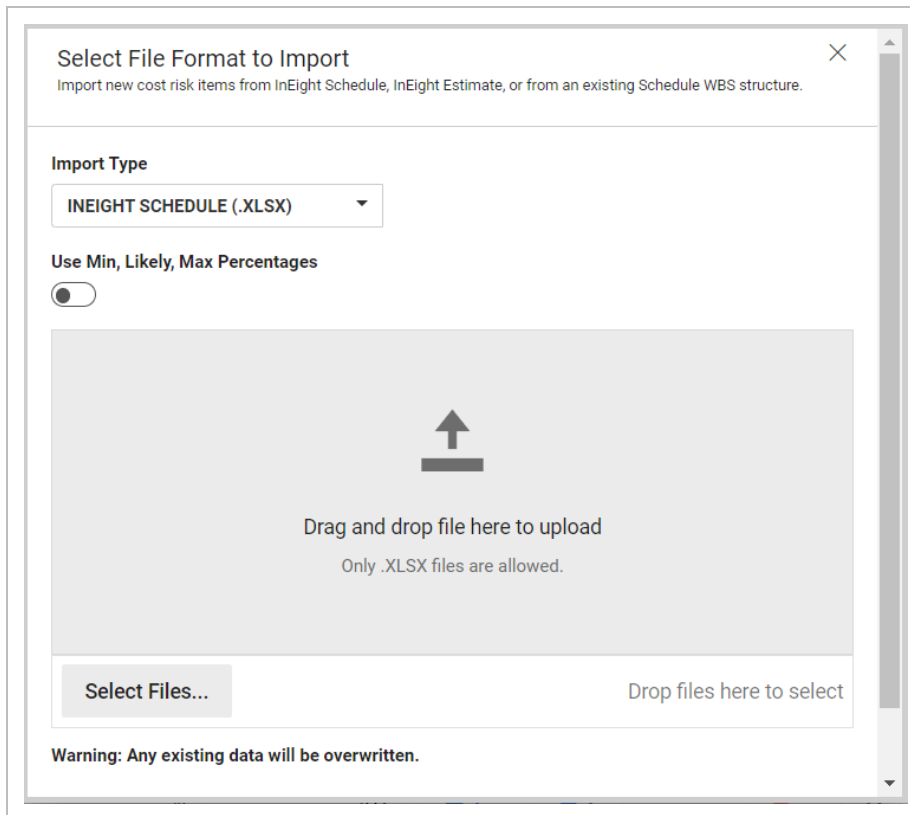 Select File Format to Import
Import new cost risk items from InEight Schedule, InEight Estimate, or from an existing Schedule WBS structure.
Import Type
INEIGHT SCHEDULE (.XLSX)
Use Min, Likely, Max Percentages
Drag and drop file here to upload
Only .XLSX files are allowed.
Select Files...
Drop files here to select
Warning: Any existing data will be overwritten.